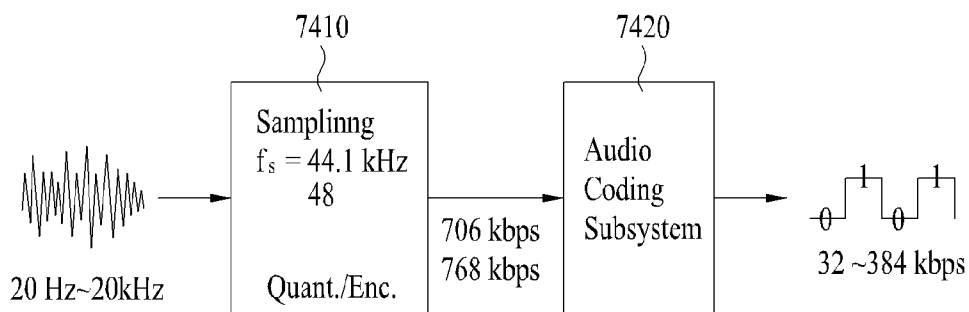 7410
7420
Samplinng
fs = 44.1 kHz
48
Quant./Enc.
20 Hz~20kHz
706 kbps
768 kbps
Audio
Coding
Subsystem
0 1 0 1
32 ~384 kbps